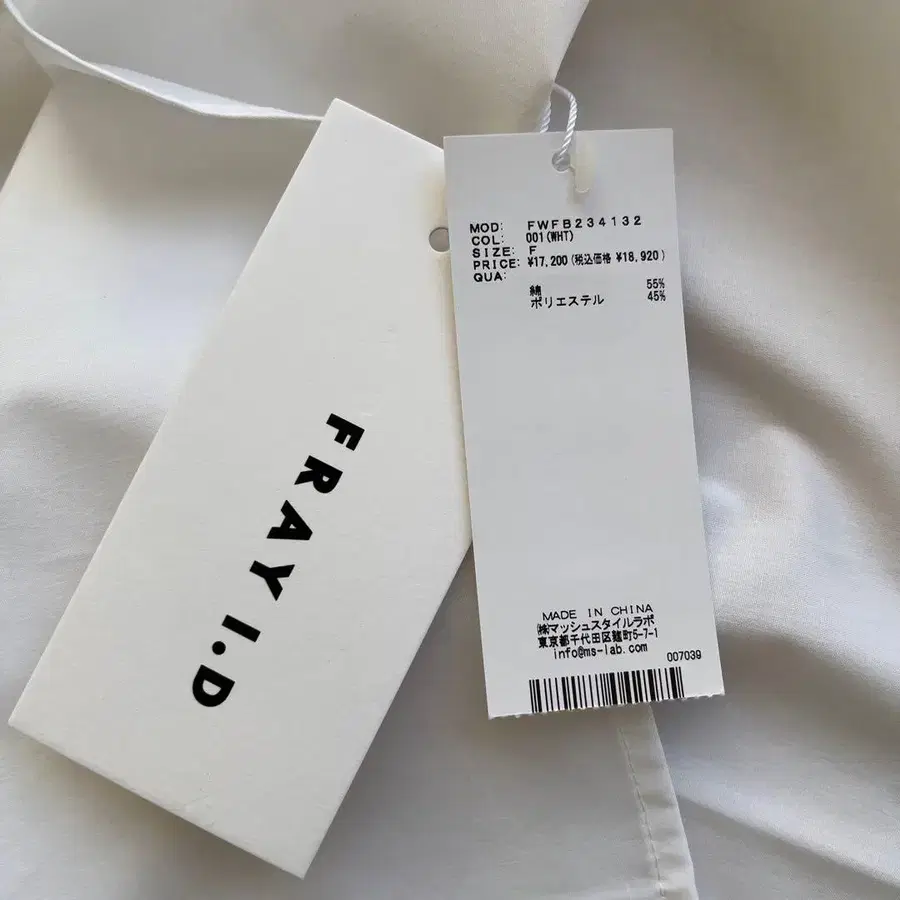 FRAY I.D
MOD: FWFB234132
COL: 001(WHT)
SIZE: F
PRICE: ¥17,200(税込価格 ¥18,920)
QUA:
綿 55%
ポリエステル 45%
MADE IN CHINA
㈱マッシュスタイルラボ
東京都千代田区麹町5-7-1
info@ms-lab.com
007039